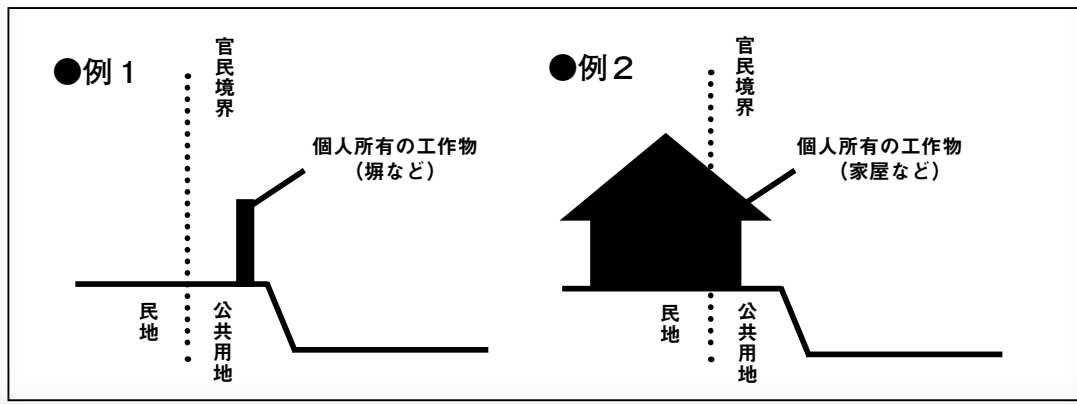 ●例１
官民境界
個人所有の工作物
（塀など）
民地
公共用地
●例２
官民境界
個人所有の工作物
（家屋など）
民地
公共用地